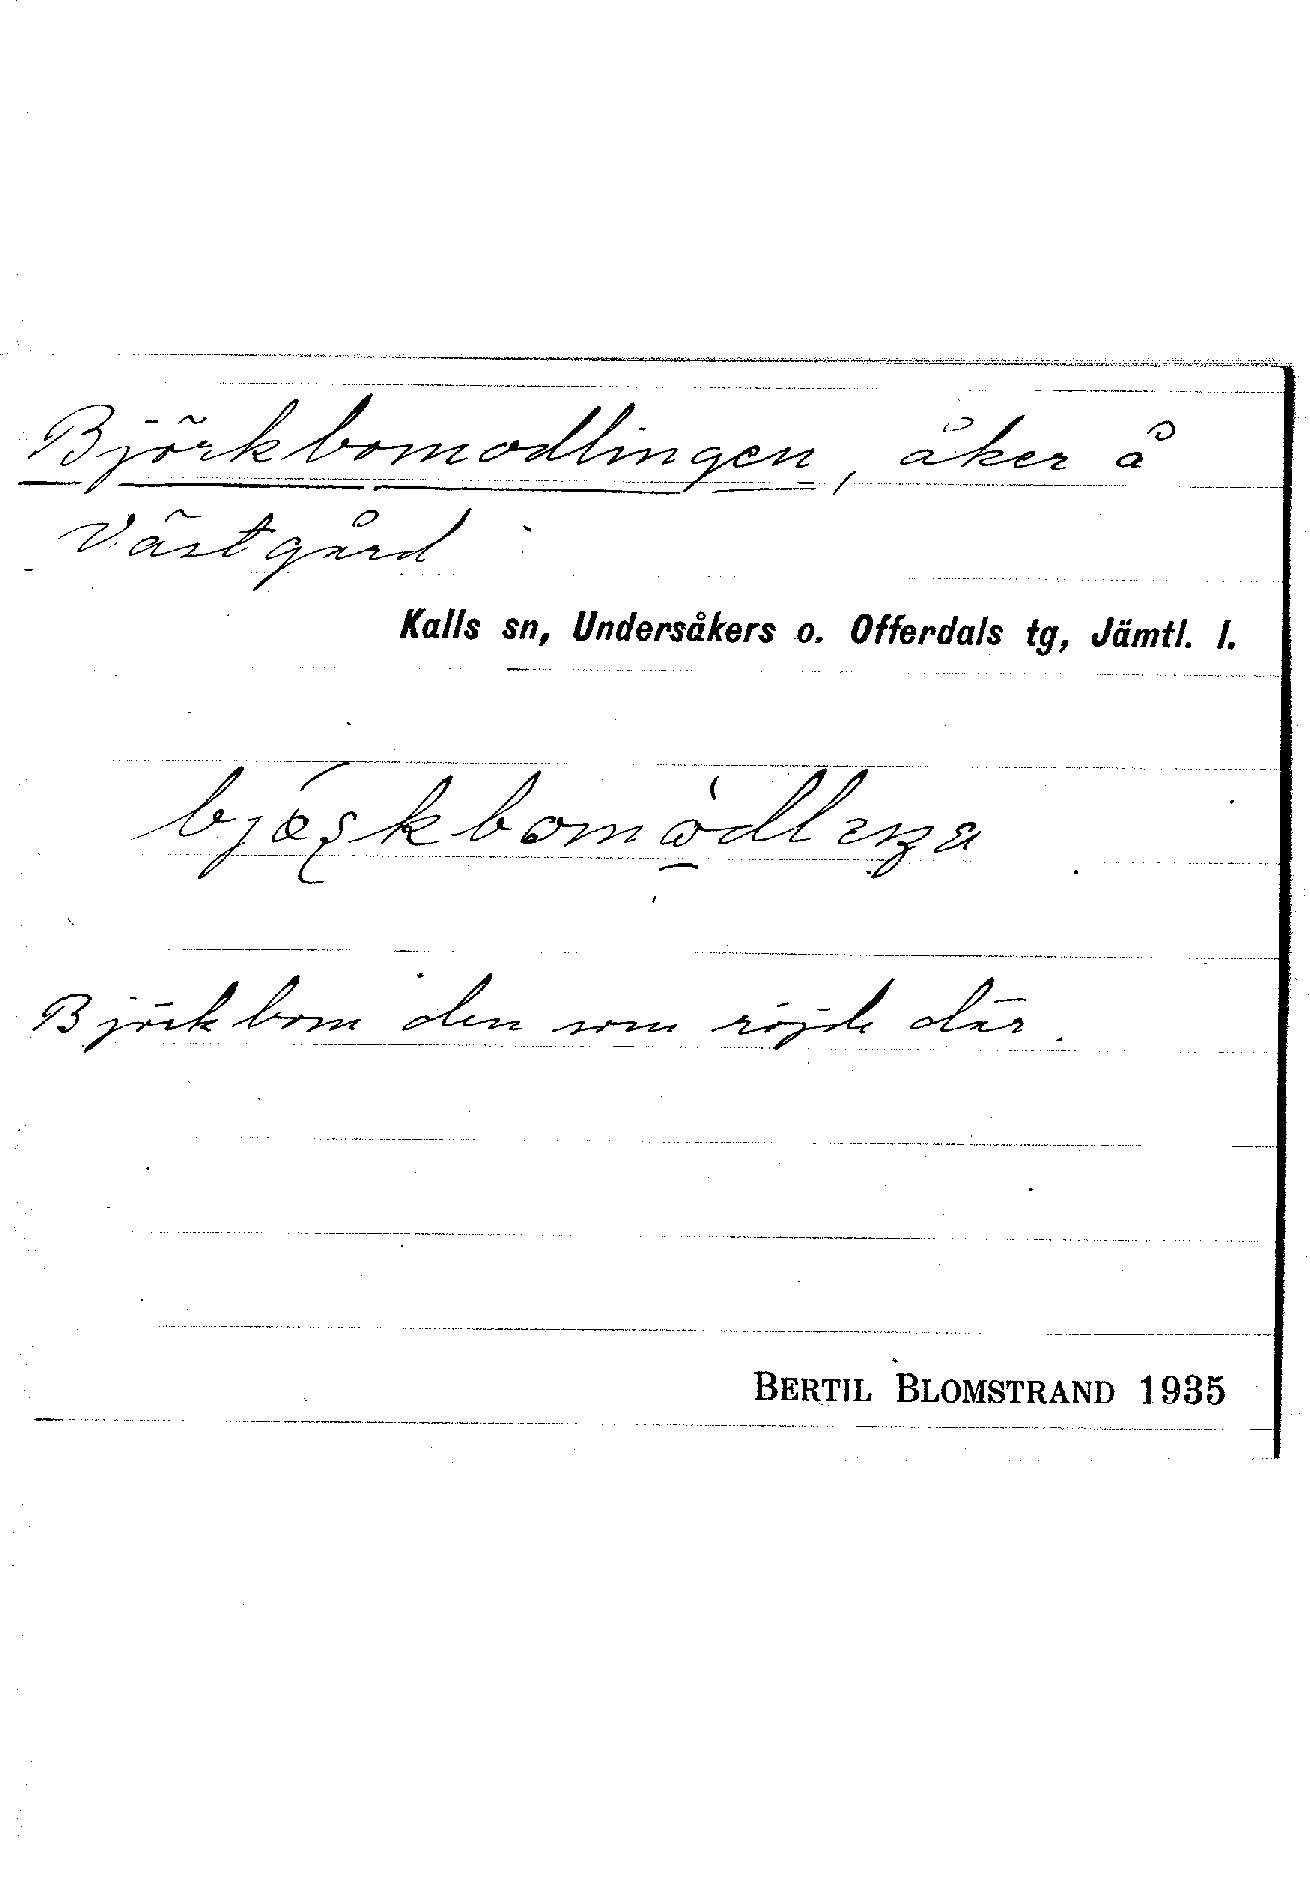 Björkbomodlingen, åker å
Västgård
Kalls sn, Undersåkers o. Offerdals tg, Jämtl. l.
Björkbom den som röjde där.
BERTIL BLOMSTRAND 1935